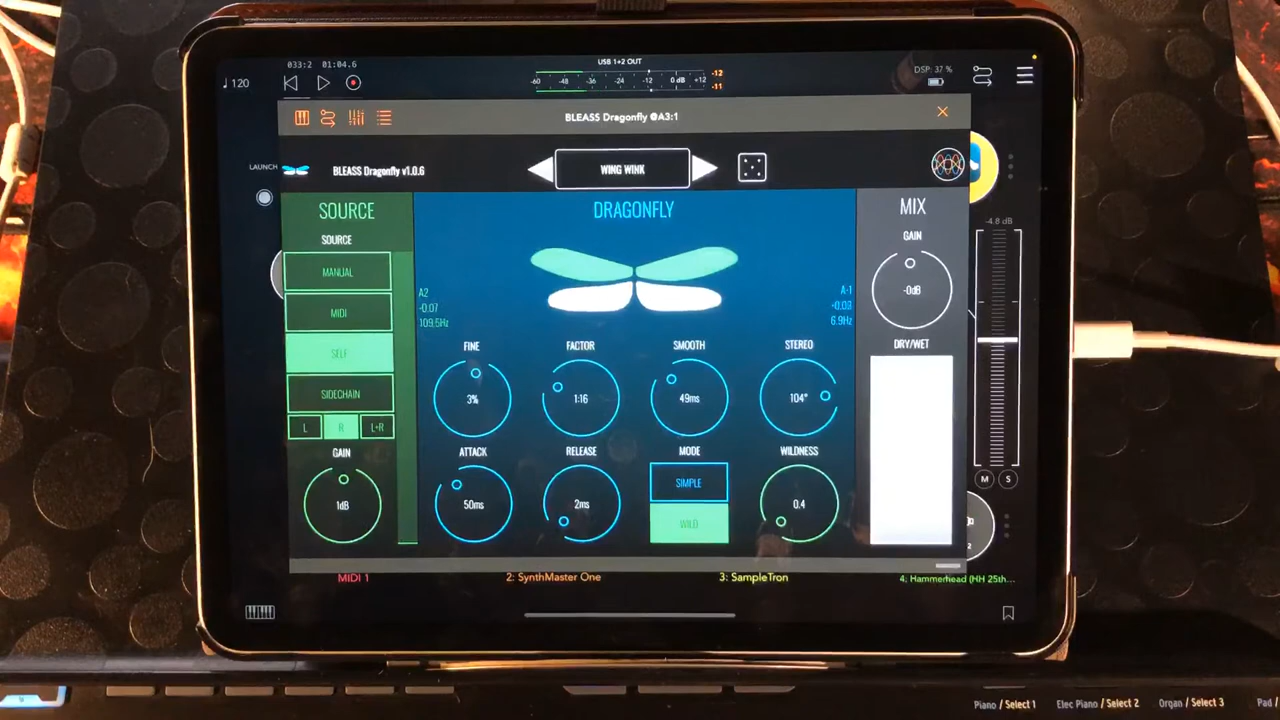 USB 1+2 OUT
033:2 01:04.6
120
-60 -48 -36 -24 -12 0 dB +12
-12
-11
DSP: 37 %
BLEASS Dragonfly @A3:1
LAUNCH
BLEASS Dragonfly v1.0.6
WING WINK
SOURCE
DRAGONFLY
MIX
SOURCE
GAIN
-4.8 dB
MANUAL
MIDI
SELF
SIDECHAIN
L R L+R
GAIN
1dB
A2
-0.07
109.5Hz
A-1
-0.03
6.9Hz
-0dB
DRY/WET
FINE FACTOR SMOOTH STEREO
3% 1:16 49ms 104°
ATTACK RELEASE MODE WILDNESS
50ms 2ms SIMPLE 0.4
WILD
M S
MIDI 1 2: SynthMaster One 3: SampleTron 4: Hammerhead (HH 25th...
Piano / Select 1 Elec Piano / Select 2 Organ / Select 3 Pad /